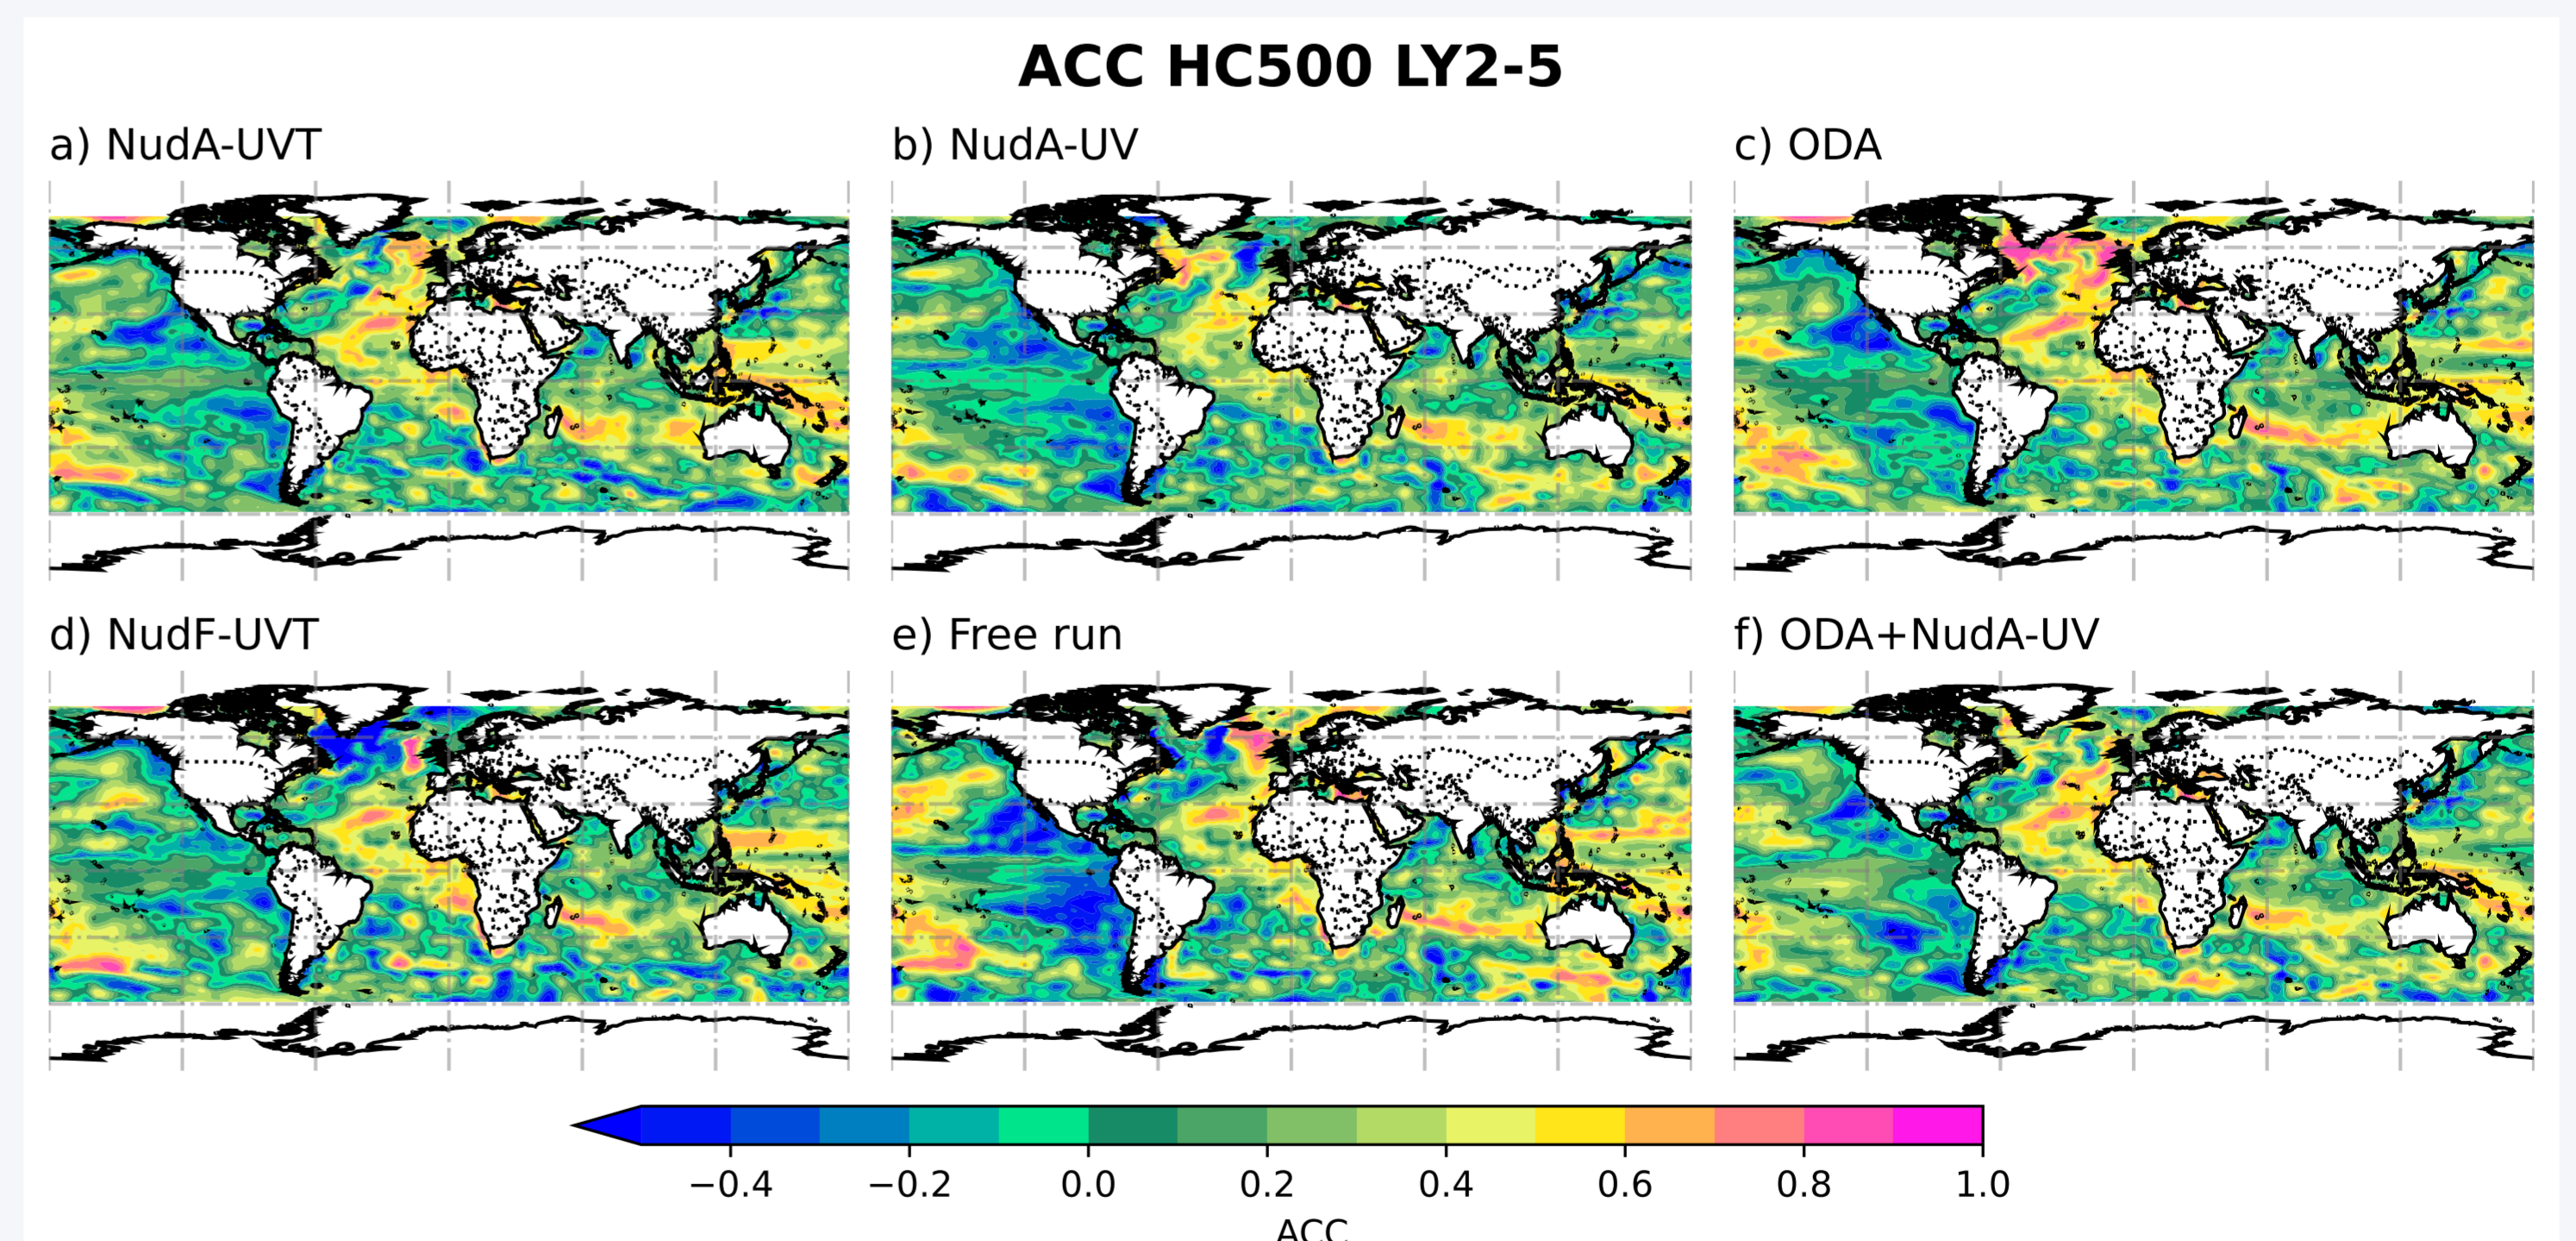 ACC HC500 LY2-5
a) NudA-UVT
b) NudA-UV
c) ODA
d) NudF-UVT
e) Free run
f) ODA+NudA-UV
−0.4 −0.2 0.0 0.2 0.4 0.6 0.8 1.0
ACC